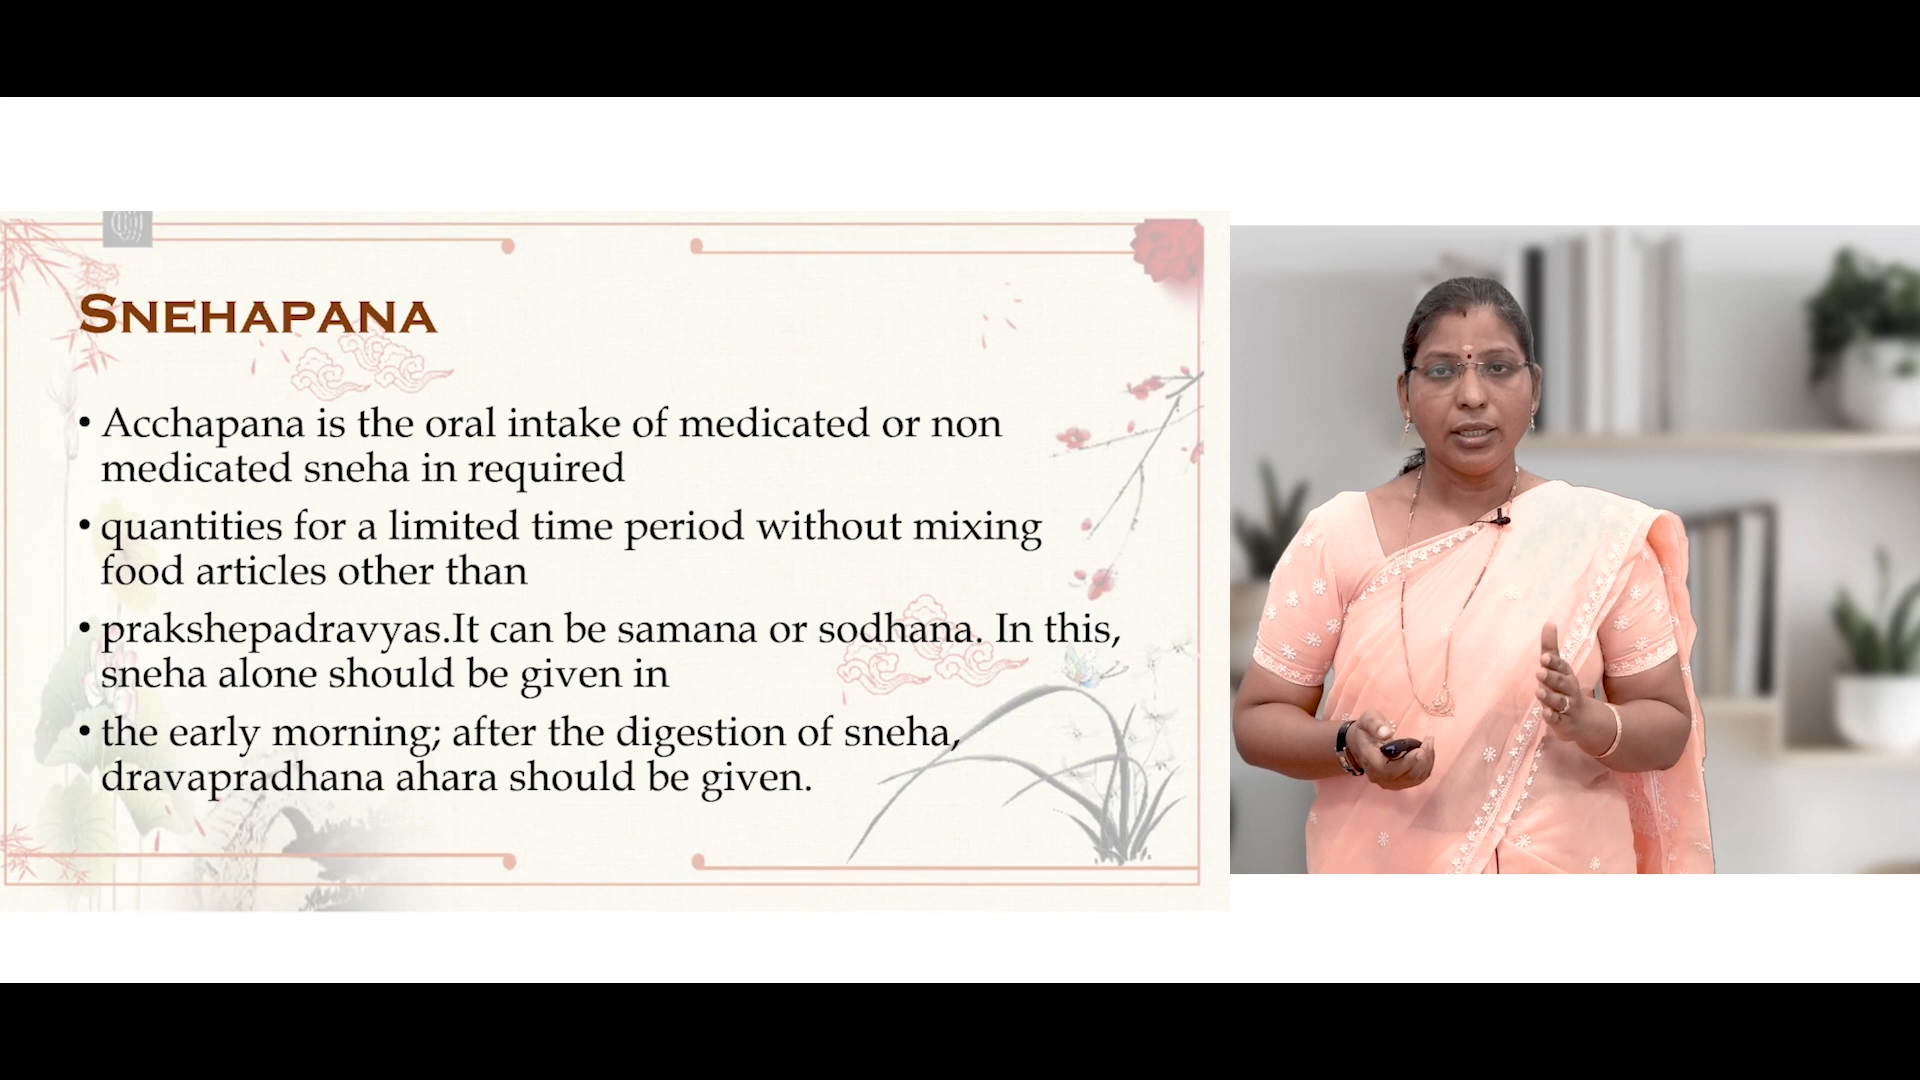 SNEHAPANA
• Acchapana is the oral intake of medicated or non
medicated sneha in required
• quantities for a limited time period without mixing
food articles other than
• prakshepadravyas.It can be samana or sodhana. In this,
sneha alone should be given in
• the early morning; after the digestion of sneha,
dravapradhana ahara should be given.